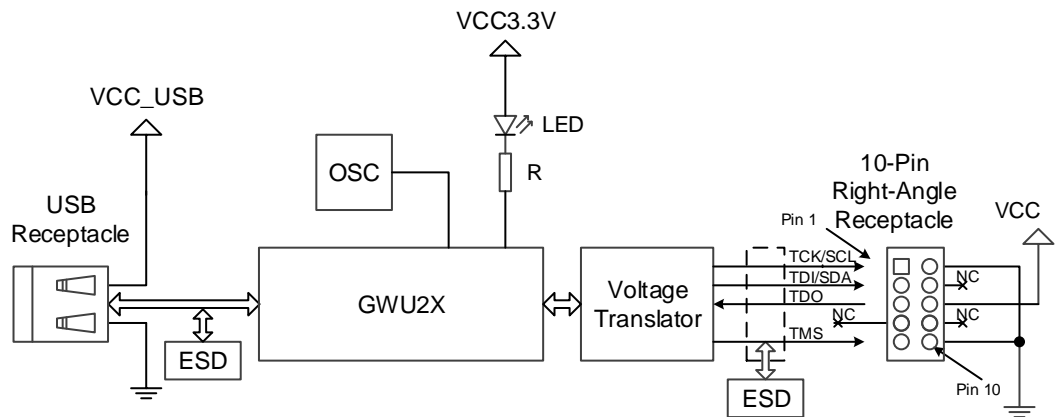 VCC3.3V
VCC_USB
LED
OSC
R
10-Pin
Right-Angle
Receptacle
VCC
USB
Receptacle
Pin 1
TCK/SCL
TDI/SDA
NC
GWU2X
Voltage
Translator
TDO
NC
NC
TMS
ESD
ESD
Pin 10